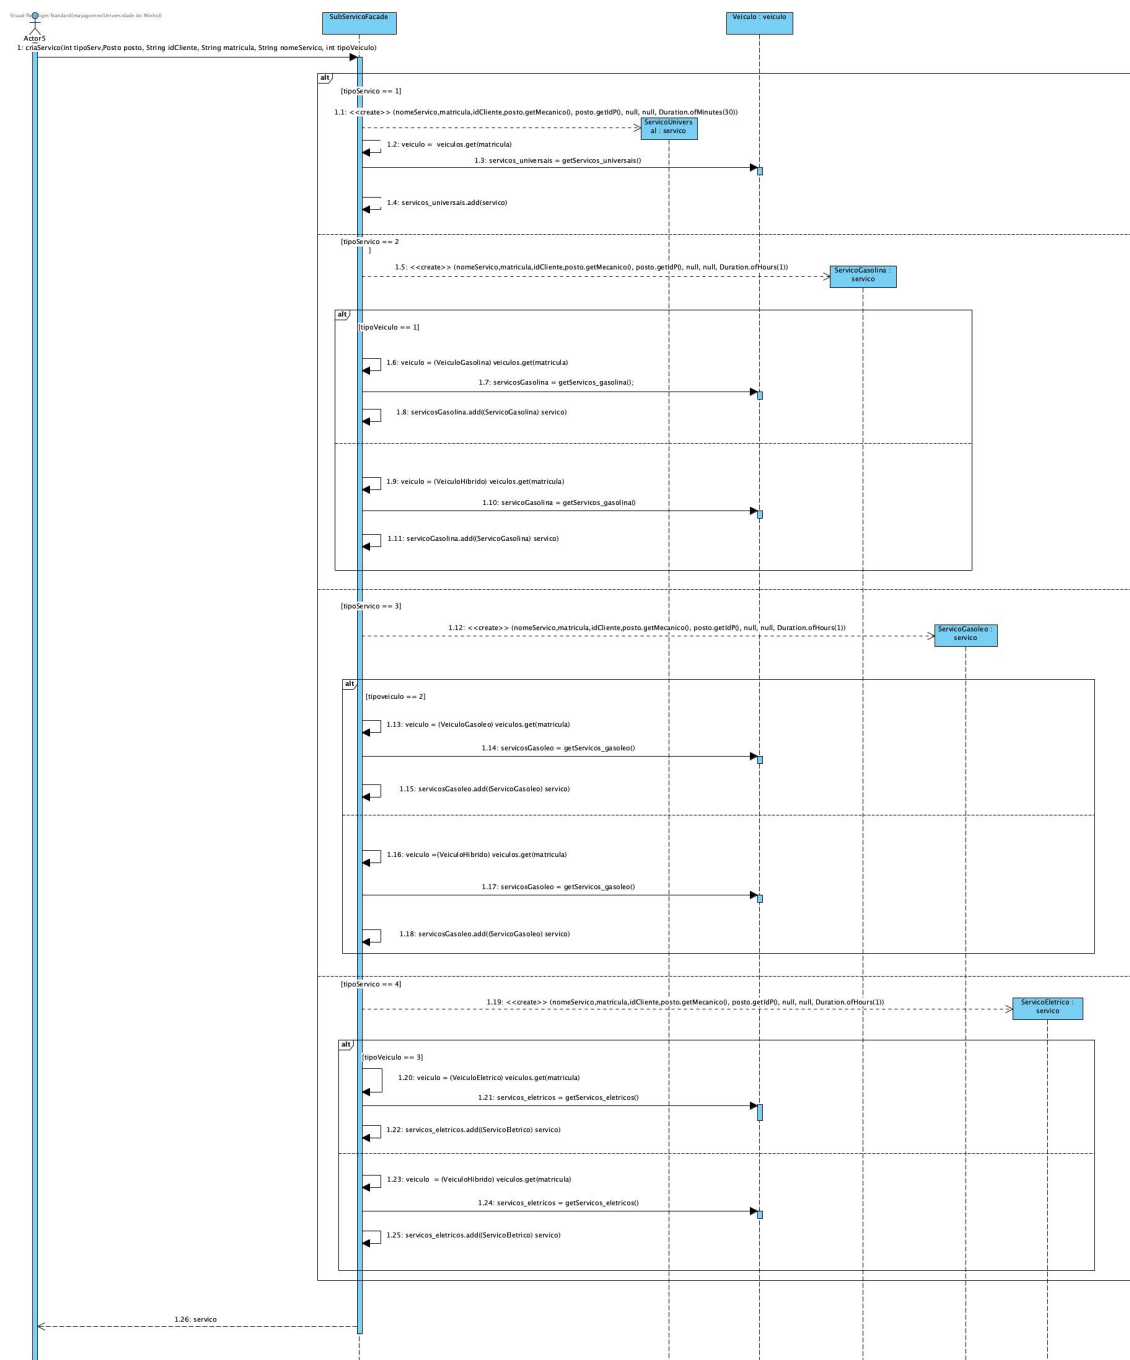 Visual Paradigm Standard(mayagomes(Universidade do Minho))
Actor5
SubServicoFacade
Veiculo : veiculo
1: criaServico(int tipoServ,Posto posto, String idCliente, String matricula, String nomeServico, int tipoVeiculo)
alt
[tipoServico == 1]
1.1: <<create>> (nomeServico,matricula,idCliente,posto.getMecanico(), posto.getIdP(), null, null, Duration.ofMinutes(30))
ServicoUnivers
al : servico
1.2: veiculo = veiculos.get(matricula)
1.3: servicos_universais = getServicos_universais()
1.4: servicos_universais.add(servico)
[tipoServico == 2
]
1.5: <<create>> (nomeServico,matricula,idCliente,posto.getMecanico(), posto.getIdP(), null, null, Duration.ofHours(1))
ServicoGasolina :
servico
alt
[tipoVeiculo == 1]
1.6: veiculo = (VeiculoGasolina) veiculos.get(matricula)
1.7: servicosGasolina = getServicos_gasolina();
1.8: servicosGasolina.add((ServicoGasolina) servico)
1.9: veiculo = (VeiculoHibrido) veiculos.get(matricula)
1.10: servicoGasolina = getServicos_gasolina()
1.11: servicoGasolina.add((ServicoGasolina) servico)
[tipoServico == 3]
1.12: <<create>> (nomeServico,matricula,idCliente,posto.getMecanico(), posto.getIdP(), null, null, Duration.ofHours(1))
ServicoGasoleo :
servico
alt
[tipoveiculo == 2]
1.13: veiculo = (VeiculoGasoleo) veiculos.get(matricula)
1.14: servicosGasoleo = getServicos_gasoleo()
1.15: servicosGasoleo.add((ServicoGasoleo) servico)
1.16: veiculo =(VeiculoHibrido) veiculos.get(matricula)
1.17: servicosGasoleo = getServicos_gasoleo()
1.18: servicosGasoleo.add((ServicoGasoleo) servico)
[tipoServico == 4]
1.19: <<create>> (nomeServico,matricula,idCliente,posto.getMecanico(), posto.getIdP(), null, null, Duration.ofHours(1))
ServicoEletrico :
servico
alt
[tipoVeiculo == 3]
1.20: veiculo = (VeiculoEletrico) veiculos.get(matricula)
1.21: servicos_eletricos = getServicos_eletricos()
1.22: servicos_eletricos.add((ServicoEletrico) servico)
1.23: veiculo = (VeiculoHibrido) veiculos.get(matricula)
1.24: servicos_eletricos = getServicos_eletricos()
1.25: servicos_eletricos.add((ServicoEletrico) servico)
1.26: servico